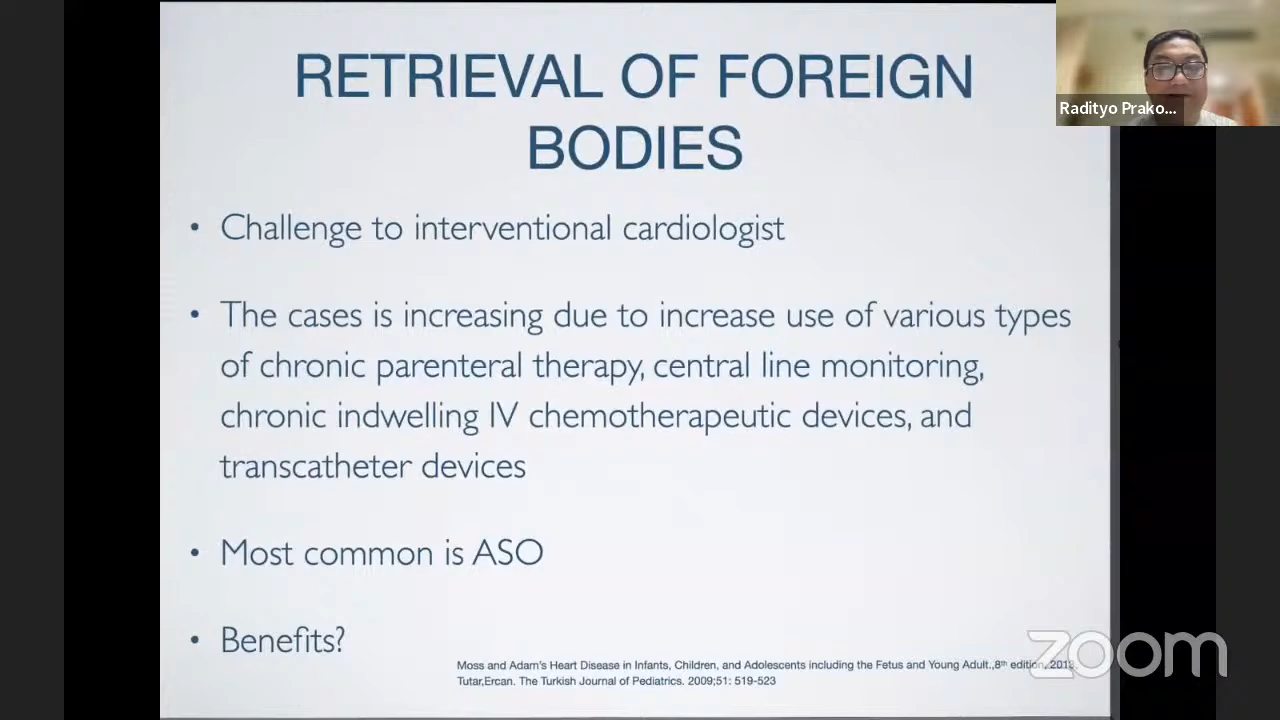 RETRIEVAL OF FOREIGN
BODIES
Radityo Prako...
• Challenge to interventional cardiologist
• The cases is increasing due to increase use of various types
of chronic parenteral therapy, central line monitoring,
chronic indwelling IV chemotherapeutic devices, and
transcatheter devices
• Most common is ASO
• Benefits?
Moss and Adam's Heart Disease in Infants, Children, and Adolescents including the Fetus and Young Adult.,8th edition, 2013.
Tutar,Ercan. The Turkish Journal of Pediatrics. 2009;51: 519-523
zoom